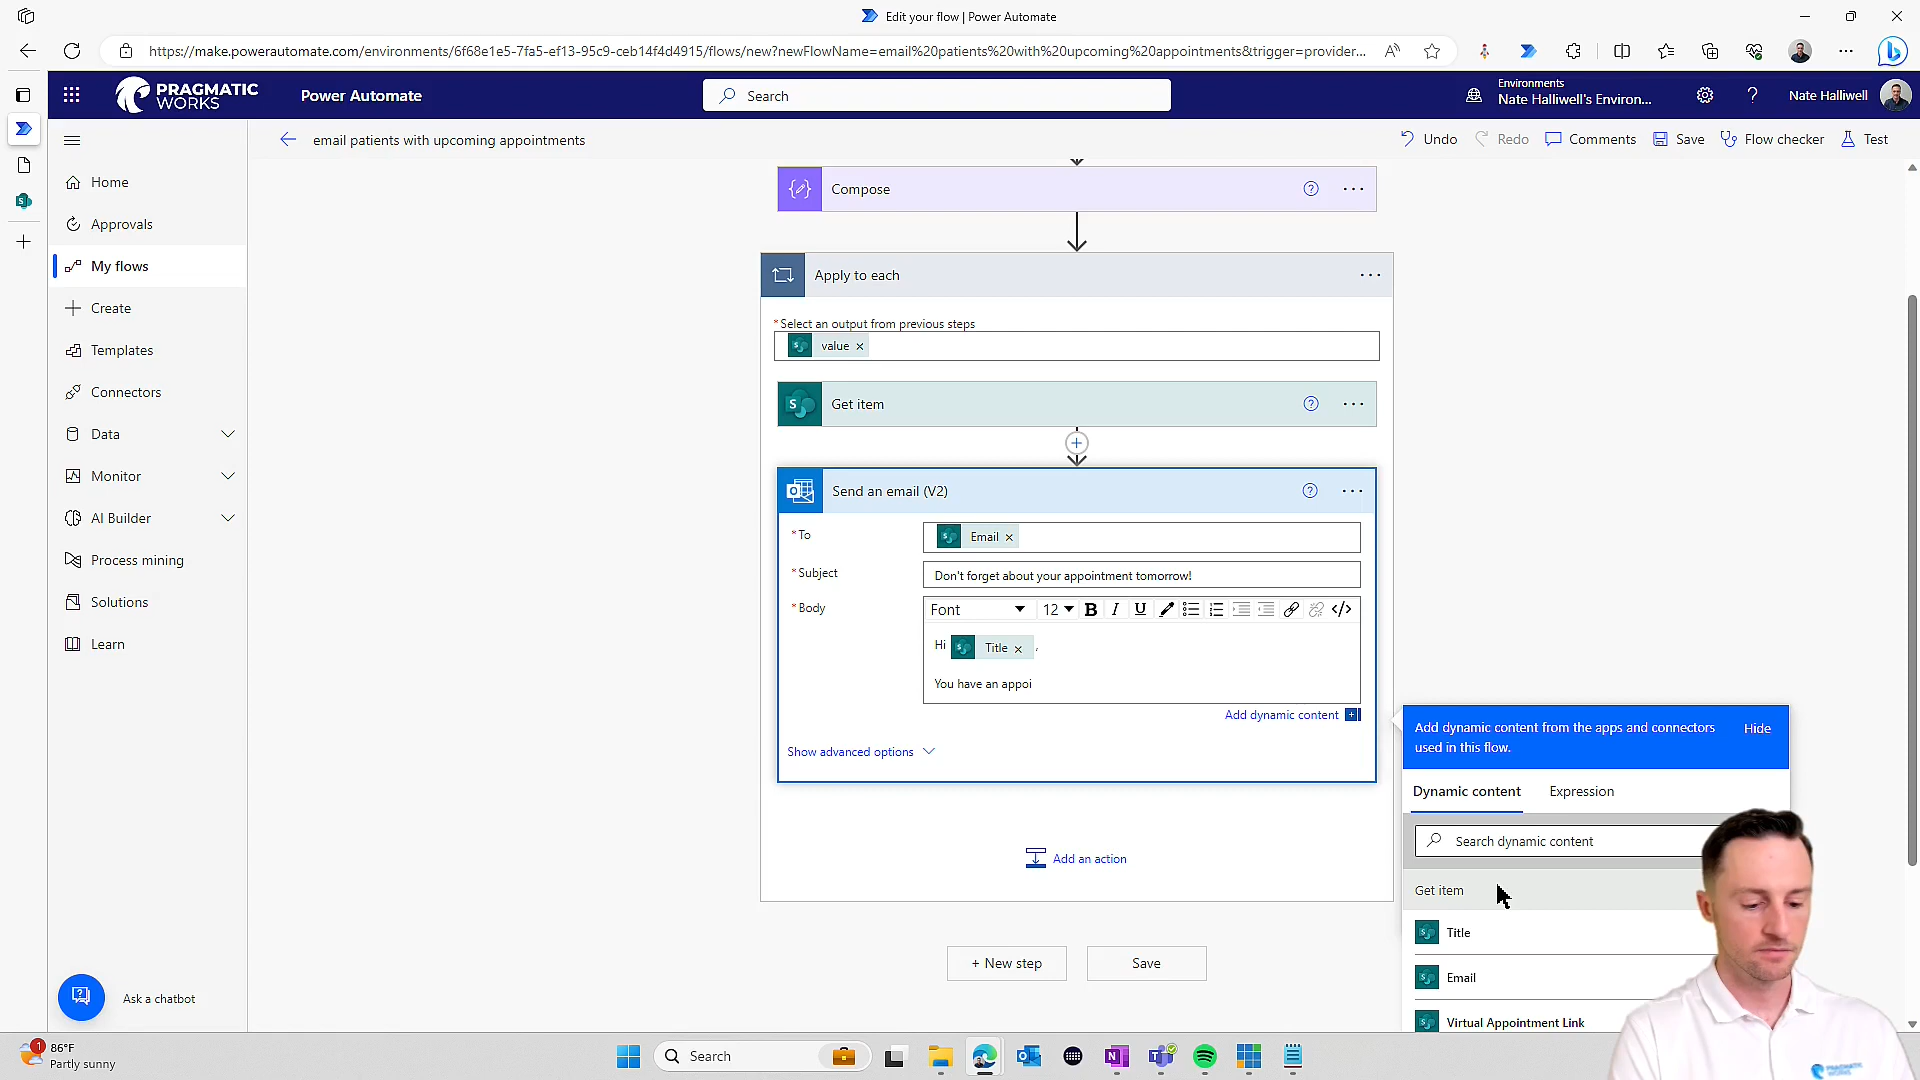 Edit your flow | Power Automate
https://make.powerautomate.com/environments/6f68e1e5-7fa5-ef13-95c9-ceb14f4d4915/flows/new?newFlowName=email%20patients%20with%20upcoming%20appointments&trigger=provider...
PRAGMATIC
WORKS
Power Automate
Search
Environments
Nate Halliwell's Environ...
Nate Halliwell
email patients with upcoming appointments
Undo
Redo
Comments
Save
Flow checker
Test
Home
Approvals
My flows
Create
Templates
Connectors
Data
Monitor
AI Builder
Process mining
Solutions
Learn
Ask a chatbot
Compose
Apply to each
*Select an output from previous steps
value
Get item
Send an email (V2)
*To
Email
*Subject
Don't forget about your appointment tomorrow!
*Body
Font
12
B
I
U
Hi Title ,
You have an appoi
Add dynamic content
Show advanced options
Add an action
+ New step
Save
Add dynamic content from the apps and connectors
used in this flow.
Hide
Dynamic content
Expression
Search dynamic content
Get item
Title
Email
Virtual Appointment Link
1
86°F
Partly sunny
Search
PRAGMATIC
WORKS